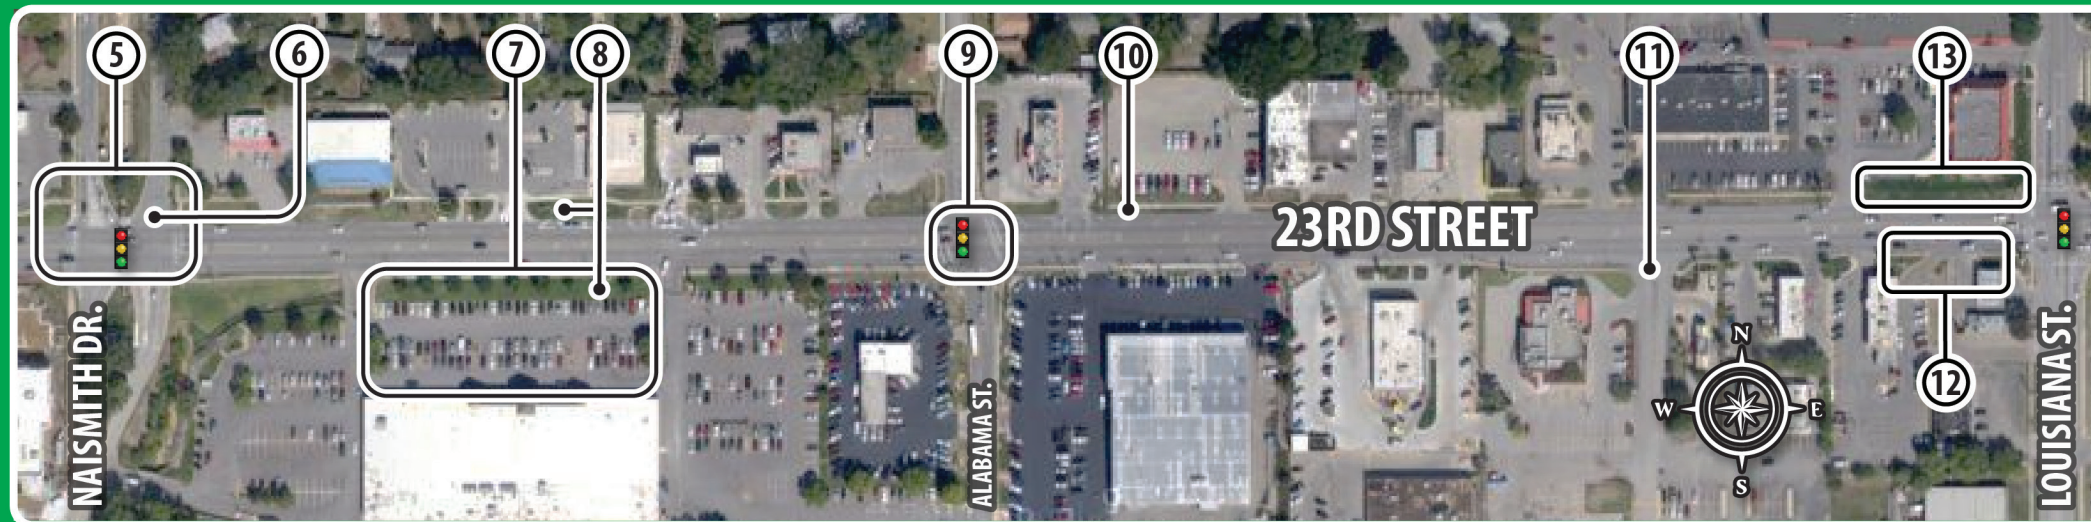 5
6
7
8
9
10
11
13
23RD STREET
NAISMITH DR.
ALABAMA ST.
N
W
E
S
12
LOUISIANA ST.